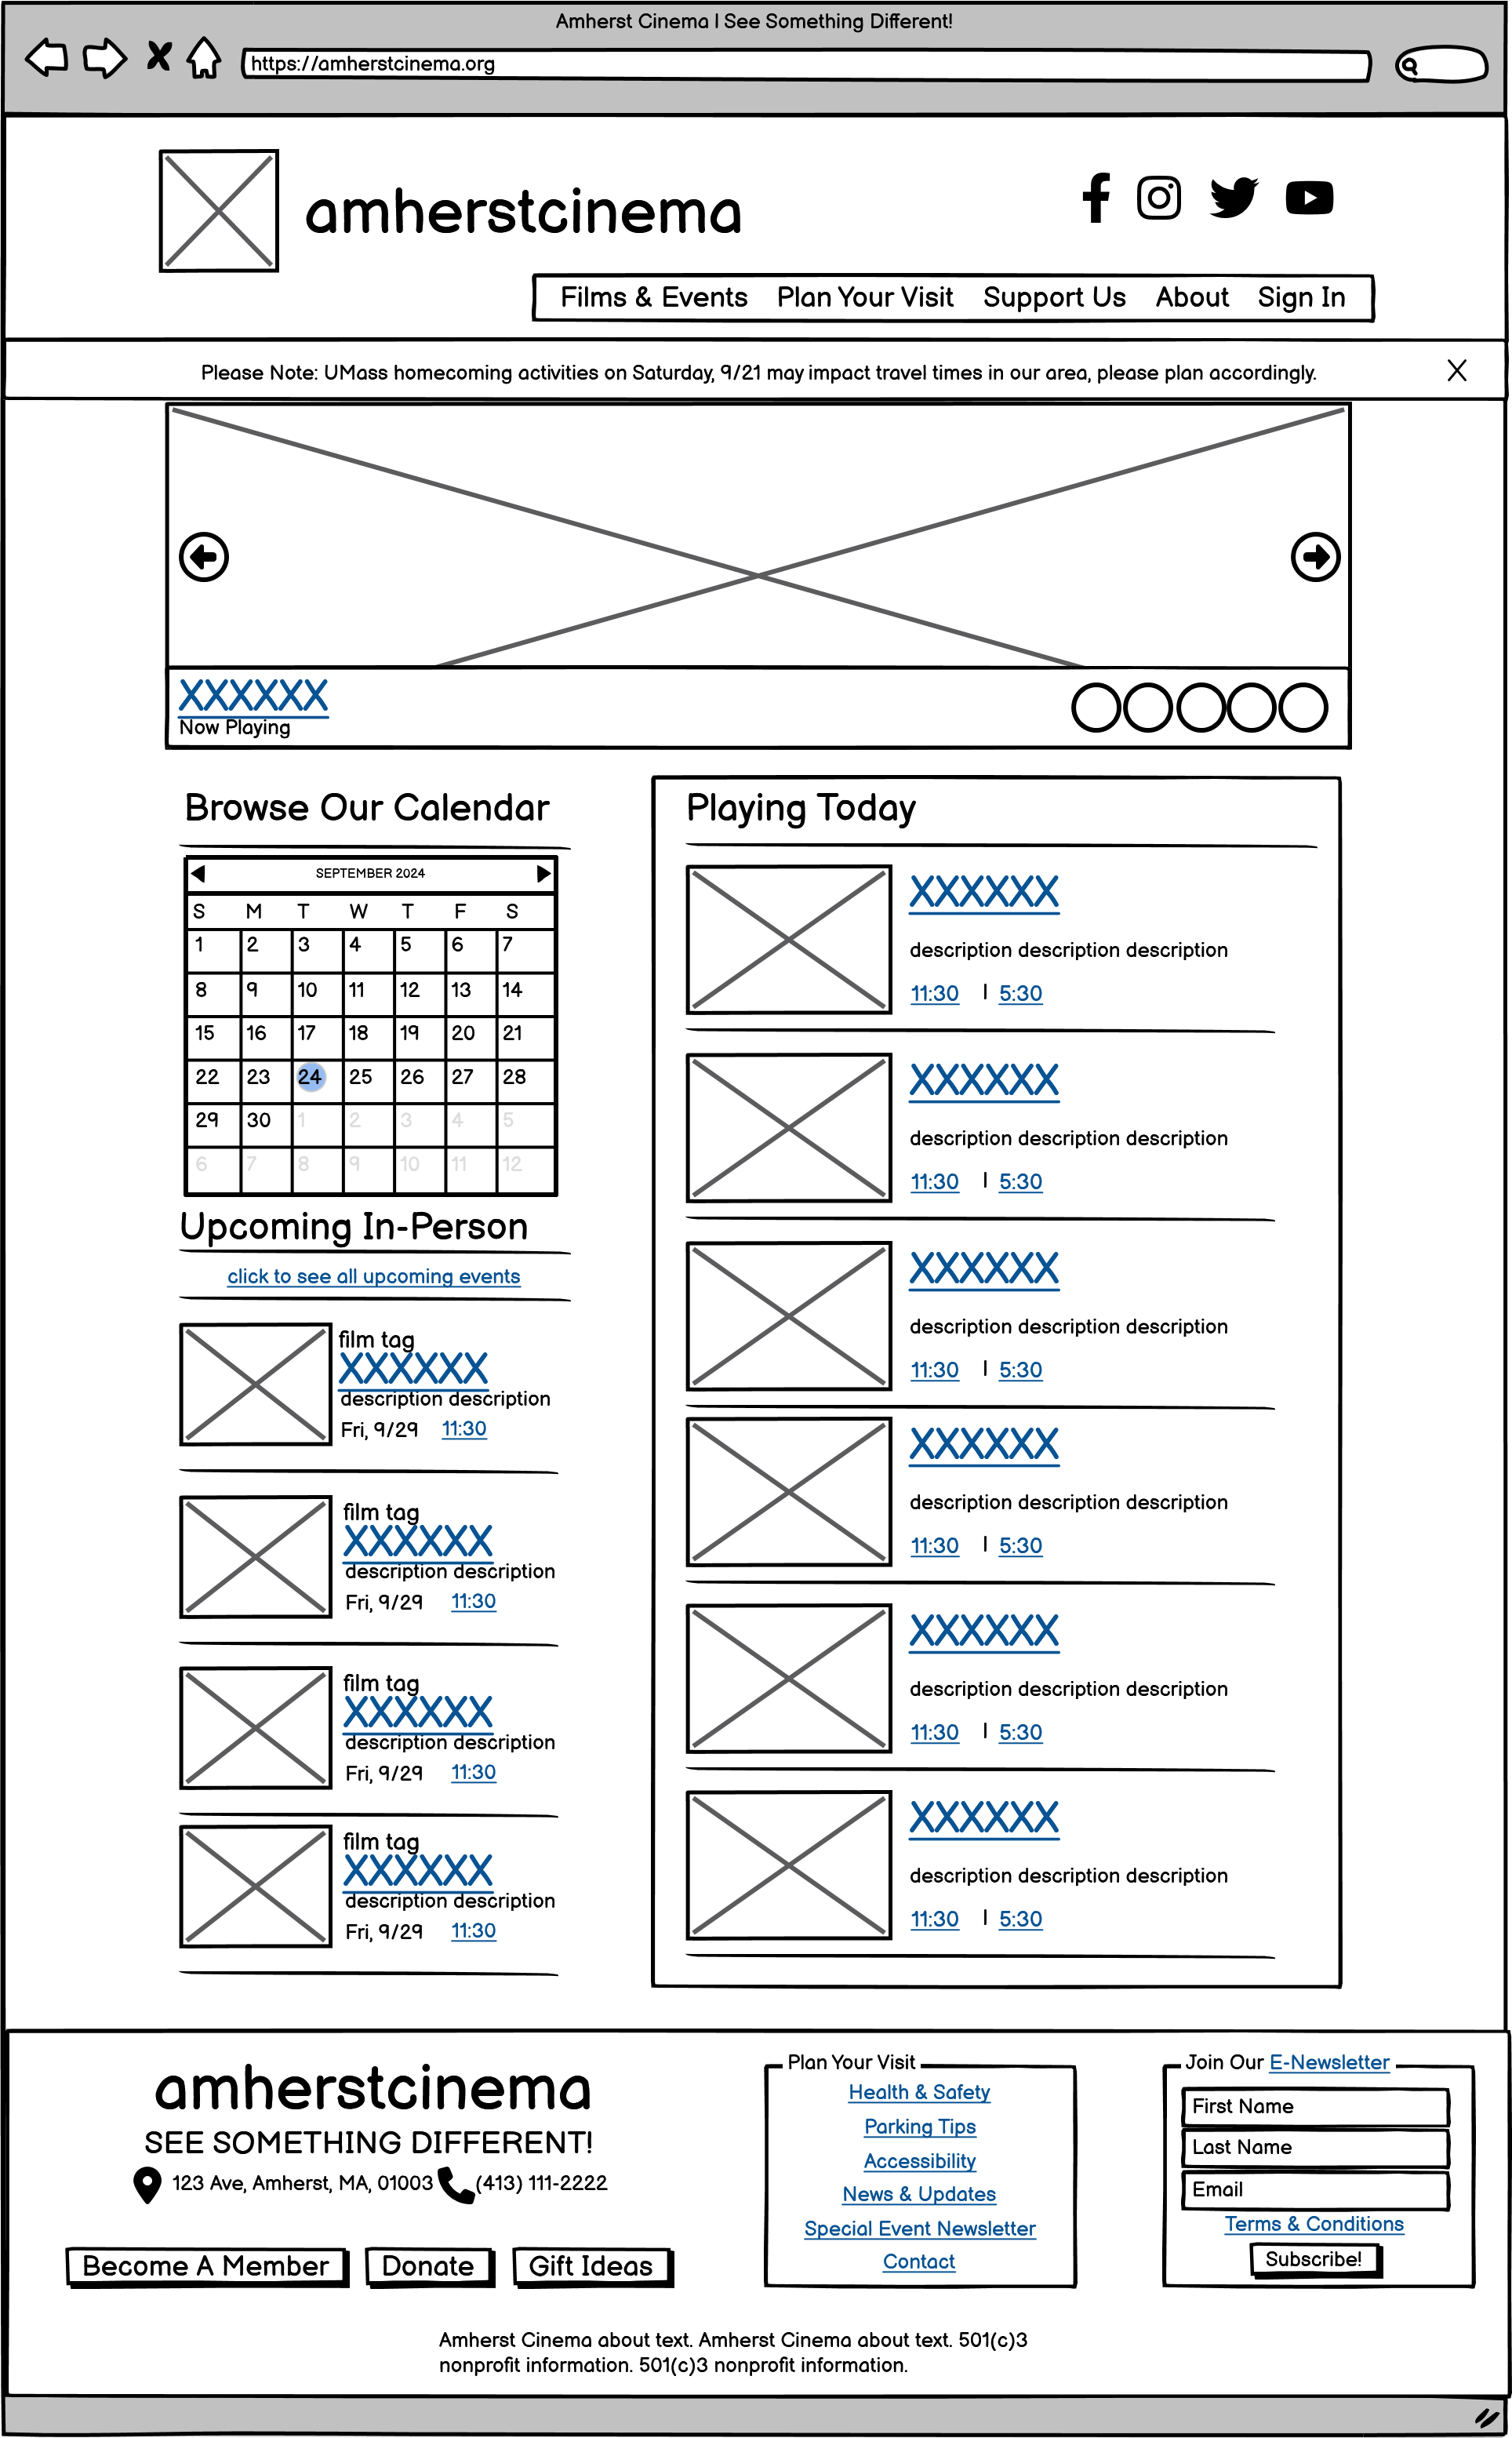 Amherst Cinema | See Something Different!
https://amherstcinema.org
amherstcinema
Films & Events Plan Your Visit Support Us About Sign In
Please Note: UMass homecoming activities on Saturday, 9/21 may impact travel times in our area, please plan accordingly. X
XXXXXX
Now Playing
Browse Our Calendar
SEPTEMBER 2024
S M T W T F S
1 2 3 4 5 6 7
8 9 10 11 12 13 14
15 16 17 18 19 20 21
22 23 24 25 26 27 28
29 30 1 2 3 4 5
6 7 8 9 10 11 12
Upcoming In-Person
click to see all upcoming events
film tag
XXXXXX
description description
Fri, 9/29 11:30
film tag
XXXXXX
description description
Fri, 9/29 11:30
film tag
XXXXXX
description description
Fri, 9/29 11:30
film tag
XXXXXX
description description
Fri, 9/29 11:30
Playing Today
XXXXXX
description description description
11:30 | 5:30
XXXXXX
description description description
11:30 | 5:30
XXXXXX
description description description
11:30 | 5:30
XXXXXX
description description description
11:30 | 5:30
XXXXXX
description description description
11:30 | 5:30
XXXXXX
description description description
11:30 | 5:30
amherstcinema
SEE SOMETHING DIFFERENT!
123 Ave, Amherst, MA, 01003 (413) 111-2222
Become A Member Donate Gift Ideas
Plan Your Visit
Health & Safety
Parking Tips
Accessibility
News & Updates
Special Event Newsletter
Contact
Join Our E-Newsletter
First Name
Last Name
Email
Terms & Conditions
Subscribe!
Amherst Cinema about text. Amherst Cinema about text. 501(c)3
nonprofit information. 501(c)3 nonprofit information.